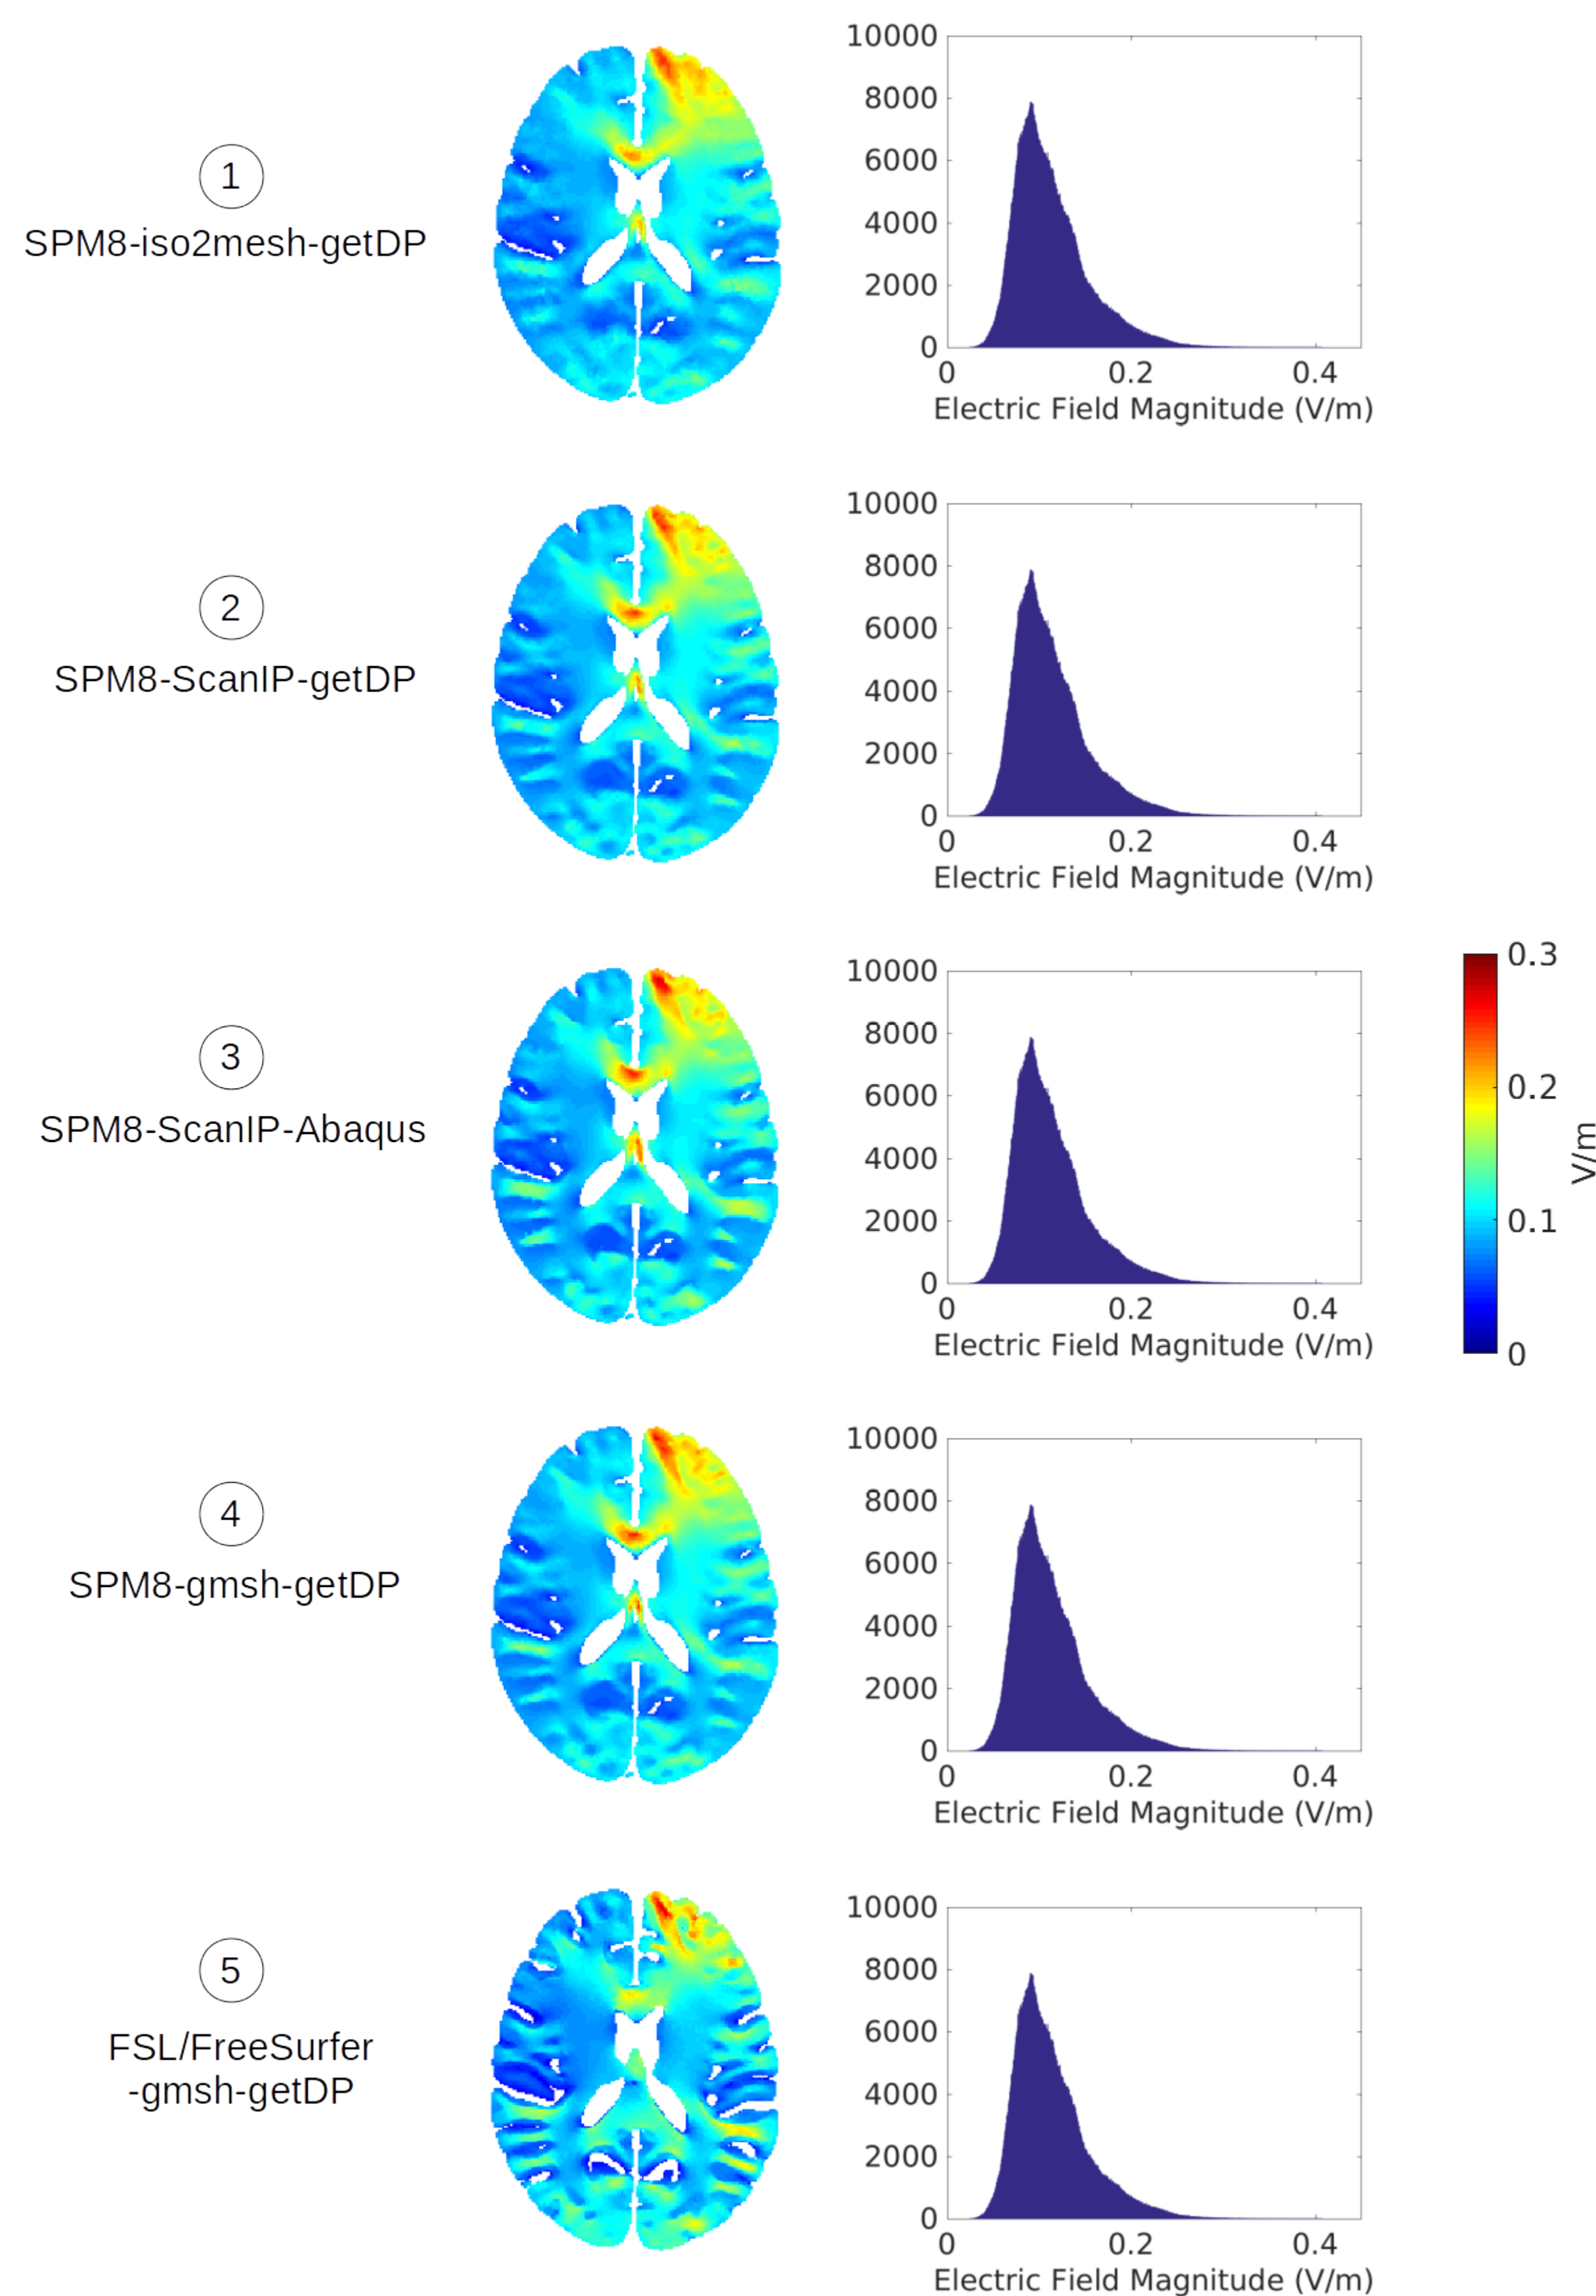 1
SPM8-iso2mesh-getDP
10000
8000
6000
4000
2000
0
0 0.2 0.4
Electric Field Magnitude (V/m)
2
SPM8-ScanIP-getDP
10000
8000
6000
4000
2000
0
0 0.2 0.4
Electric Field Magnitude (V/m)
3
SPM8-ScanIP-Abaqus
10000
8000
6000
4000
2000
0
0 0.2 0.4
Electric Field Magnitude (V/m)
0.3
0.2
0.1
0
V/m
4
SPM8-gmsh-getDP
10000
8000
6000
4000
2000
0
0 0.2 0.4
Electric Field Magnitude (V/m)
5
FSL/FreeSurfer
-gmsh-getDP
10000
8000
6000
4000
2000
0
0 0.2 0.4
Electric Field Magnitude (V/m)